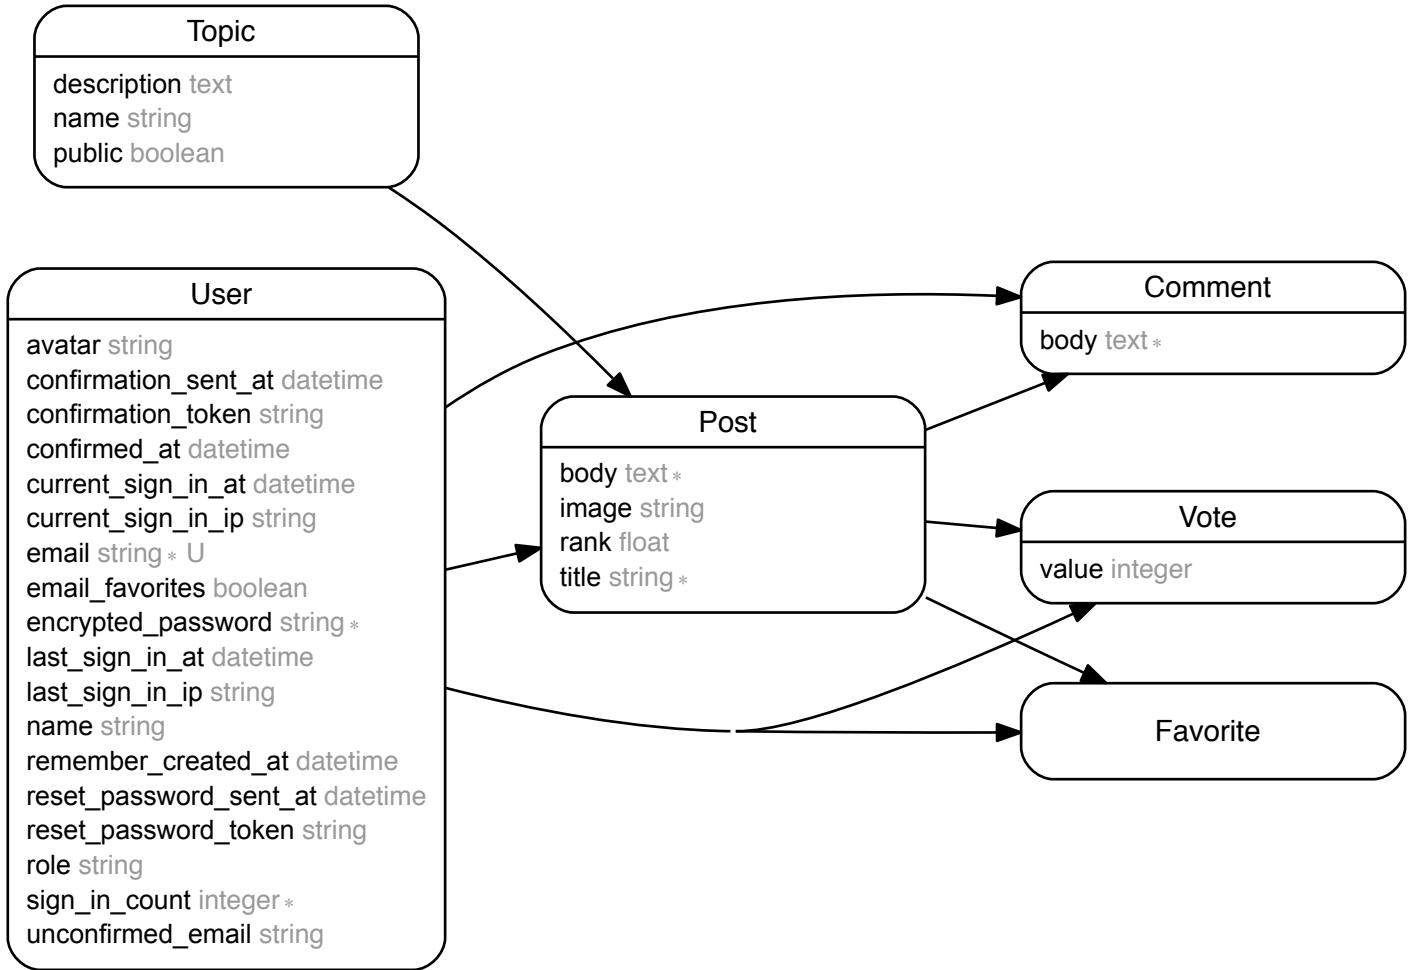 Topic
description text
name string
public boolean
User
avatar string
confirmation_sent_at datetime
confirmation_token string
confirmed_at datetime
current_sign_in_at datetime
current_sign_in_ip string
email string * U
email_favorites boolean
encrypted_password string *
last_sign_in_at datetime
last_sign_in_ip string
name string
remember_created_at datetime
reset_password_sent_at datetime
reset_password_token string
role string
sign_in_count integer *
unconfirmed_email string
Post
body text *
image string
rank float
title string *
Comment
body text *
Vote
value integer
Favorite